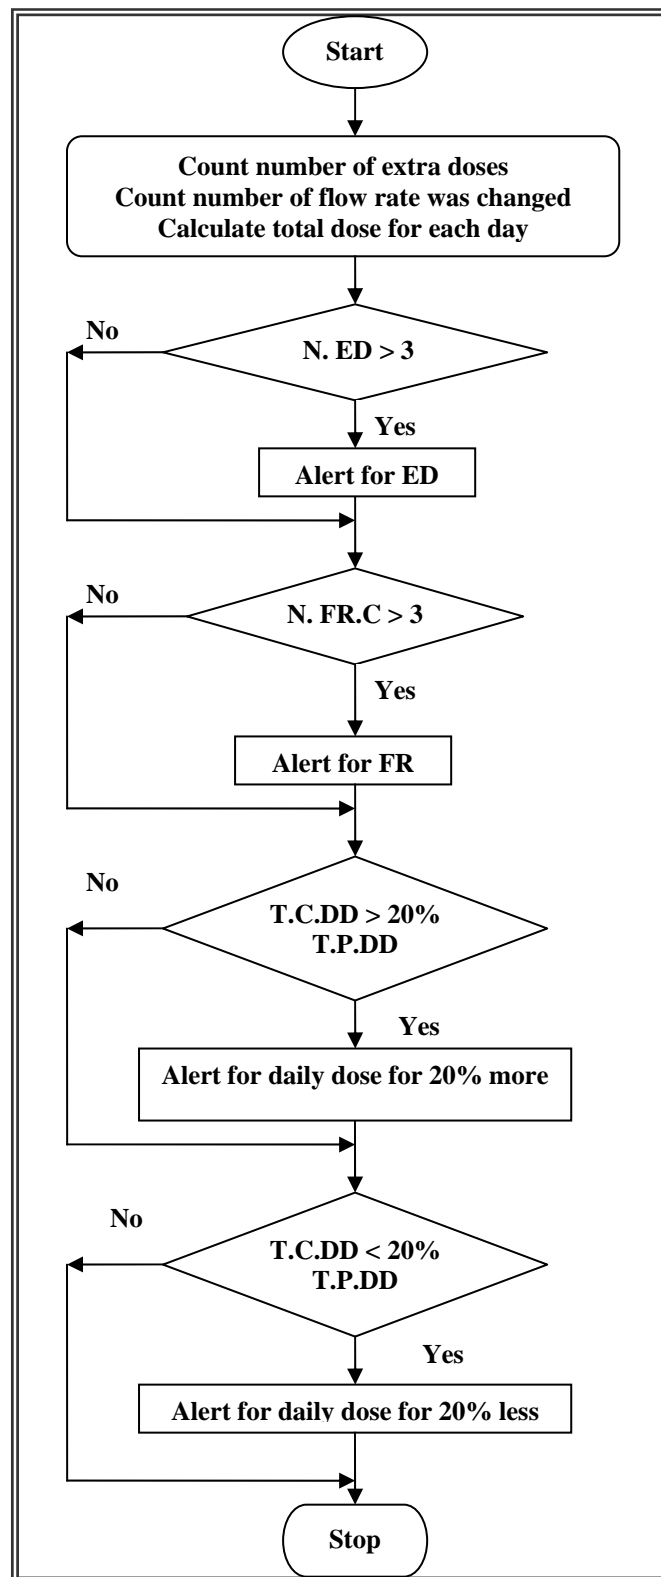 Start
Count number of extra doses
Count number of flow rate was changed
Calculate total dose for each day
No
N. ED > 3
Yes
Alert for ED
No
N. FR.C > 3
Yes
Alert for FR
No
T.C.DD > 20%
T.P.DD
Yes
Alert for daily dose for 20% more
No
T.C.DD < 20%
T.P.DD
Yes
Alert for daily dose for 20% less
Stop